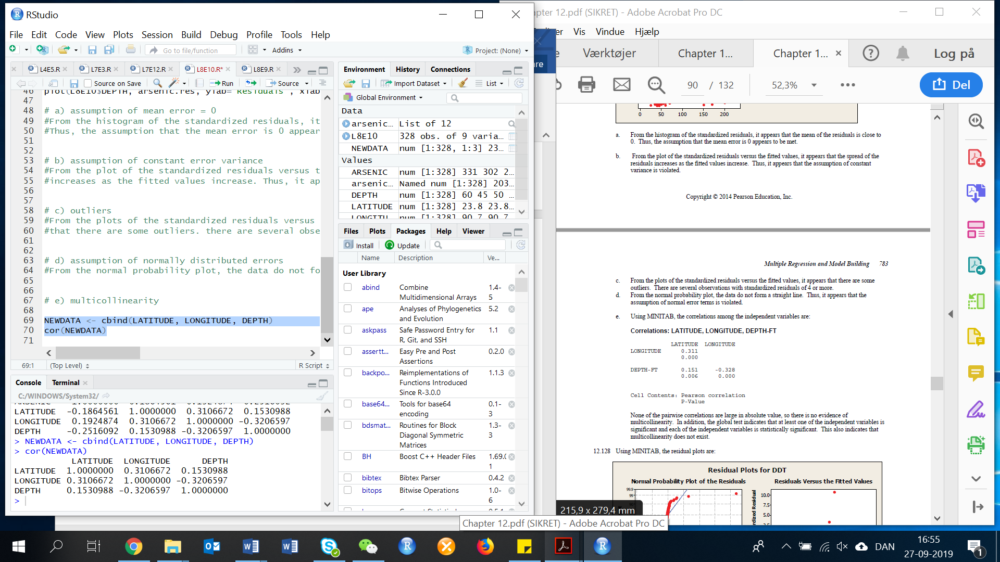 RStudio
File Edit Code View Plots Session Build Debug Profile Tools Help
Go to file/function
Addins
Project: (None)
L4E5.R L7E3.R L7E12.R L8E10.R* L8E9.R
Source on Save Run Source
46 plot(L8E10$DEPTH, arsenic.res, ylab="Residuals", xlab
47
48 # a) assumption of mean error = 0
49 #From the histogram of the standardized residuals, it
50 #Thus, the assumption that the mean error is 0 appear
51
52
53 # b) assumption of constant error variance
54 #From the plot of the standardized residuals versus t
55 #increases as the fitted values increase. Thus, it ap
56
57
58 # c) outliers
59 #From the plots of the standardized residuals versus
60 #that there are some outliers. there are several obse
61
62
63 # d) assumption of normally distributed errors
64 #From the normal probability plot, the data do not fo
65
66
67 # e) multicollinearity
68
69 NEWDATA <- cbind(LATITUDE, LONGITUDE, DEPTH)
70 cor(NEWDATA)
71
69:1 (Top Level) R Script
Console Terminal
C:/WINDOWS/System32/
LATITUDE -0.1864561 1.0000000 0.3106672 0.1530988
LONGITUDE 0.1924874 0.3106672 1.0000000 -0.3206597
DEPTH -0.2516092 0.1530988 -0.3206597 1.0000000
> NEWDATA <- cbind(LATITUDE, LONGITUDE, DEPTH)
> cor(NEWDATA)
LATITUDE LONGITUDE DEPTH
LATITUDE 1.0000000 0.3106672 0.1530988
LONGITUDE 0.3106672 1.0000000 -0.3206597
DEPTH 0.1530988 -0.3206597 1.0000000
>
Environment History Connections
Import Dataset List
Global Environment
Data
arsenic... List of 12
L8E10 328 obs. of 9 varia...
NEWDATA num [1:328, 1:3] 23...
Values
ARSENIC num [1:328] 331 302 2...
arsenic... Named num [1:328] 203...
DEPTH num [1:328] 60 45 50 ...
LATITUDE num [1:328] 23.8 23.8...
LONGITU num [1:328] 90.7 90.7
Files Plots Packages Help Viewer
Install Update
Name Description Ve...
User Library
abind Combine Multidimensional Arrays 1.4-5
ape Analyses of Phylogenetics and Evolution 5.2
askpass Safe Password Entry for R, Git, and SSH 1.1
assertt... Easy Pre and Post Assertions 0.2.0
backpo... Reimplementations of Functions Introduced Since R-3.0.0 1.1.3
base64... Tools for base64 encoding 0.1-3
bdsmat... Routines for Block Diagonal Symmetric Matrices 1.3-3
BH Boost C++ Header Files 1.69.0 1
bibtex Bibtex Parser 0.4.2
bitops Bitwise Operations 1.0-6
apter 12.pdf (SIKRET) - Adobe Acrobat Pro DC
er Vis Vindue Hjælp
e Værktøjer Chapter 1... Chapter 1... Log på
re
90 / 132 52,3% Del
0 50 100 150 200
a. From the histogram of the standardized residuals, it appears that the mean of the residuals is close to
0. Thus, the assumption that the mean error is 0 appears to be met.
b. From the plot of the standardized residuals versus the fitted values, it appears that the spread of the
residuals increases as the fitted values increase. Thus, it appears that the assumption of constant
variance is violated.
Copyright © 2014 Pearson Education, Inc.
Multiple Regression and Model Building 783
c. From the plots of the standardized residuals versus the fitted values, it appears that there are some
outliers. There are several observations with standardized residuals of 4 or more.
d. From the normal probability plot, the data do not form a straight line. Thus, it appears that the
assumption of normal error terms is violated.
e. Using MINITAB, the correlations among the independent variables are:
Correlations: LATITUDE, LONGITUDE, DEPTH-FT
LATITUDE LONGITUDE
LONGITUDE 0.311
0.000
DEPTH-FT 0.151 -0.328
0.006 0.000
Cell Contents: Pearson correlation
P-Value
None of the pairwise correlations are large in absolute value, so there is no evidence of
multicollinearity. In addition, the global test indicates that at least one of the independent variables is
significant and each of the independent variables is statistically significant. This also indicates that
multicollinearity does not exist.
12.128 Using MINITAB, the residual plots are:
Residual Plots for DDT
Normal Probability Plot of the Residuals Residuals Versus the Fitted Values
99.9
99
10.0
7.5
5.0
dized Residual
215,9 x 279,4 mm
Chapter 12.pdf (SIKRET) - Adobe Acrobat Pro DC
DAN
16:55
27-09-2019
1